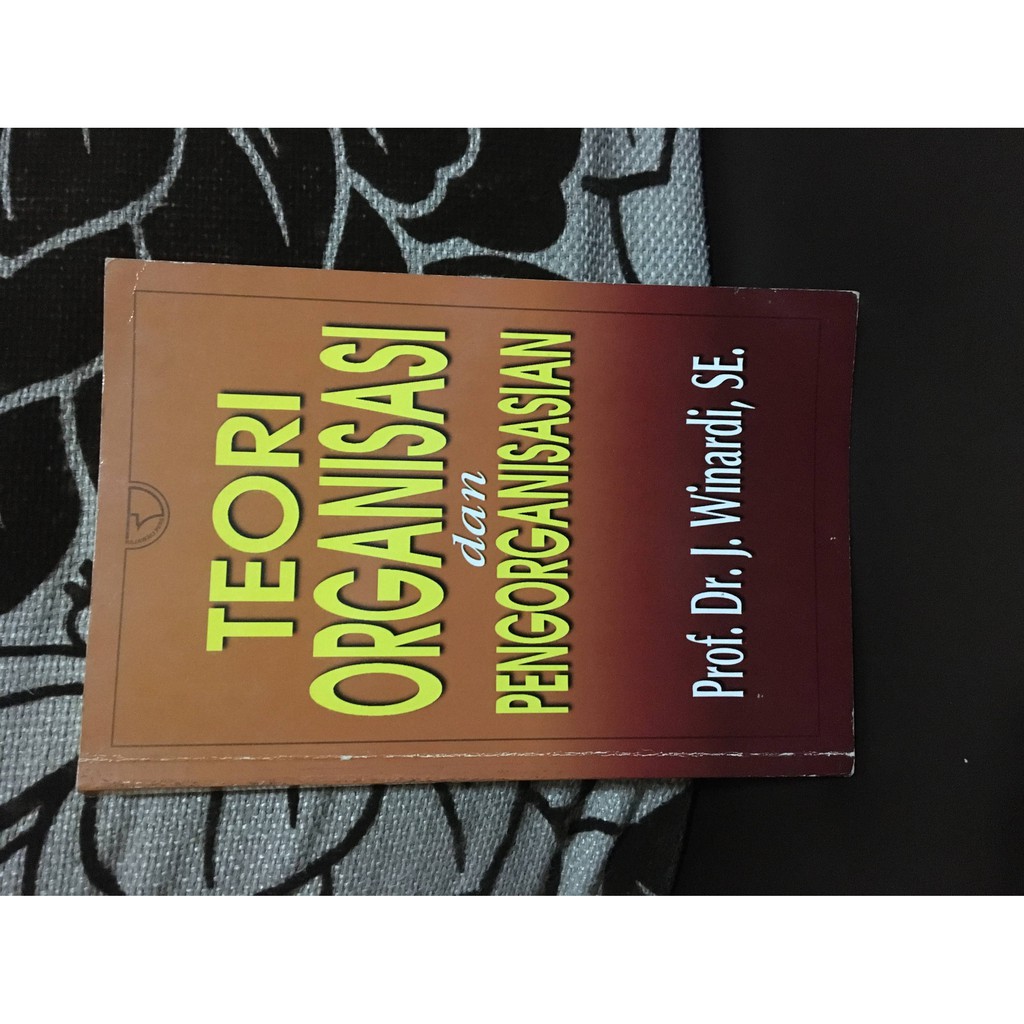 TEORI
ORGANISASI
dan
PENGORGANISASIAN
Prof. Dr. J. Winardi, SE.